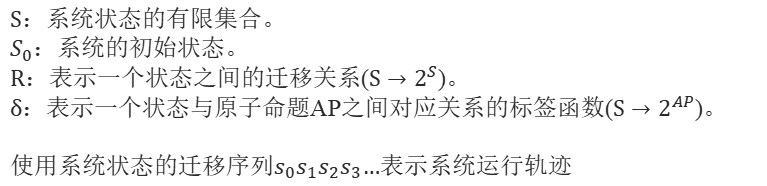 S：系统状态的有限集合。
S₀：系统的初始状态。
R：表示一个状态之间的迁移关系(S → 2ˢ)。
δ：表示一个状态与原子命题AP之间对应关系的标签函数(S → 2ᴬᴾ)。
使用系统状态的迁移序列s₀s₁s₂s₃…表示系统运行轨迹